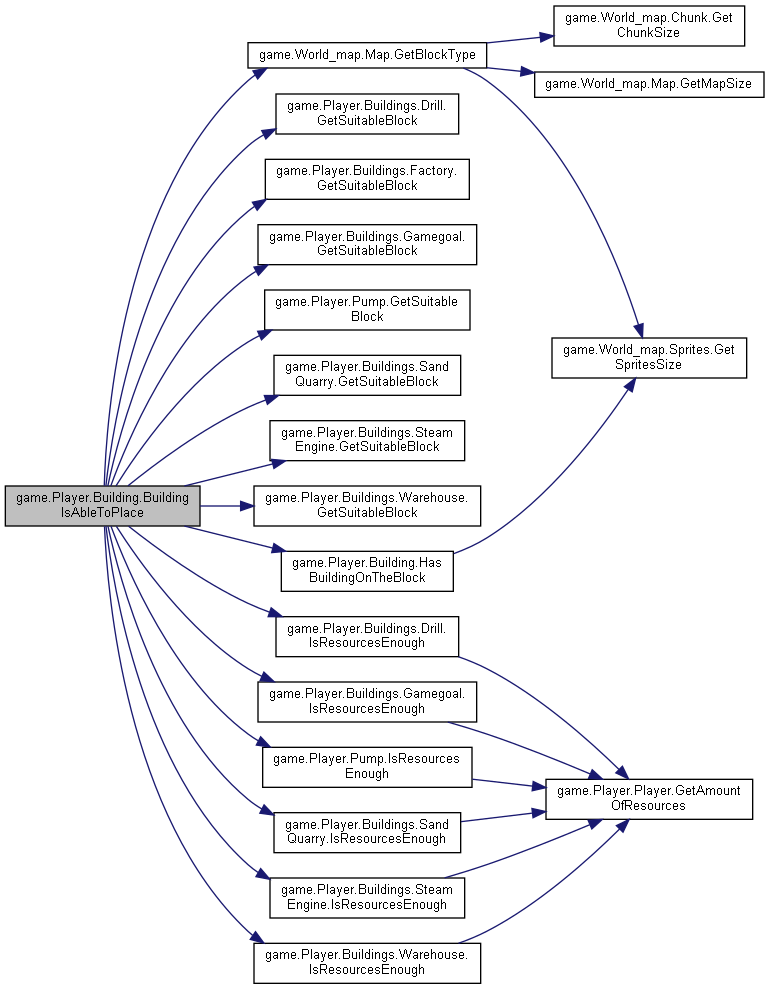 game.World_map.Chunk.Get
ChunkSize
game.World_map.Map.GetBlockType
game.World_map.Map.GetMapSize
game.Player.Buildings.Drill.
GetSuitableBlock
game.Player.Buildings.Factory.
GetSuitableBlock
game.Player.Buildings.Gamegoal.
GetSuitableBlock
game.Player.Pump.GetSuitable
Block
game.World_map.Sprites.Get
SpritesSize
game.Player.Buildings.Sand
Quarry.GetSuitableBlock
game.Player.Buildings.Steam
Engine.GetSuitableBlock
game.Player.Building.Building
IsAbleToPlace
game.Player.Buildings.Warehouse.
GetSuitableBlock
game.Player.Building.Has
BuildingOnTheBlock
game.Player.Buildings.Drill.
IsResourcesEnough
game.Player.Buildings.Gamegoal.
IsResourcesEnough
game.Player.Pump.IsResources
Enough
game.Player.Player.GetAmount
OfResources
game.Player.Buildings.Sand
Quarry.IsResourcesEnough
game.Player.Buildings.Steam
Engine.IsResourcesEnough
game.Player.Buildings.Warehouse.
IsResourcesEnough